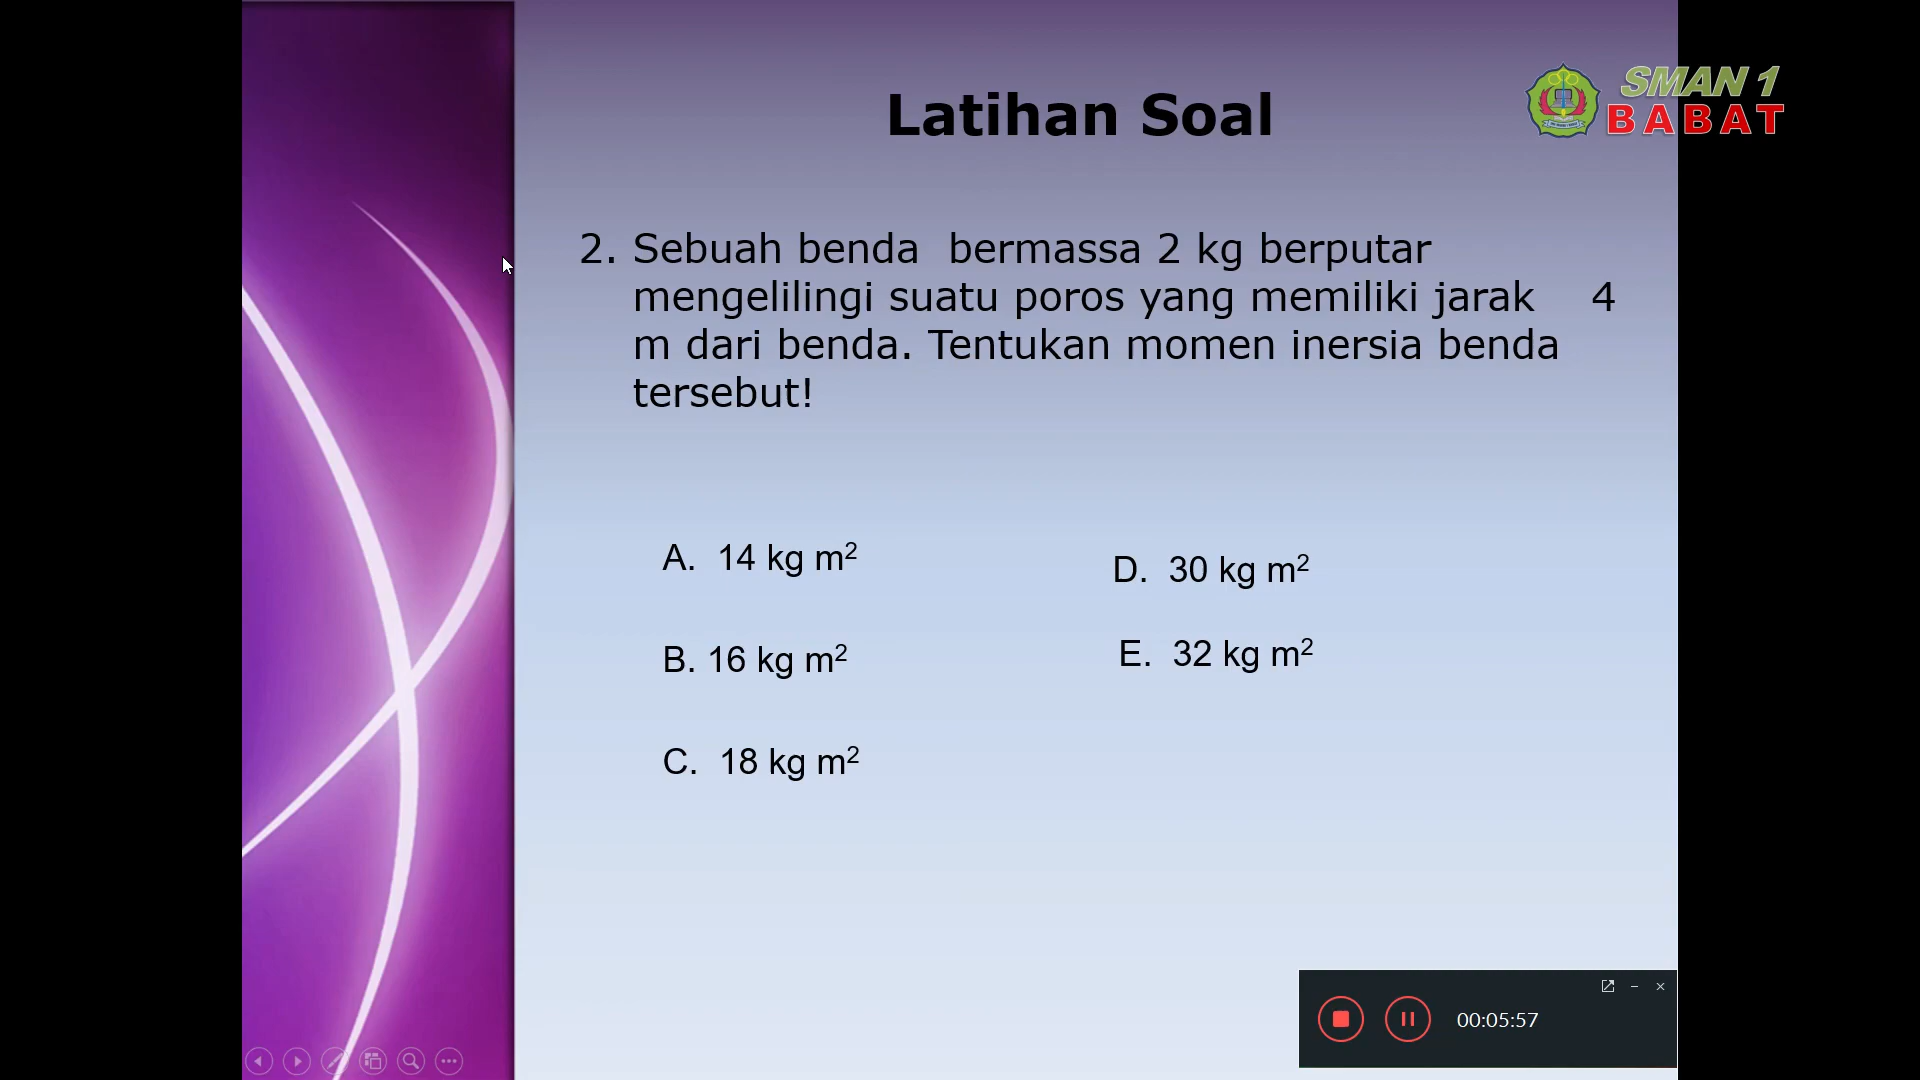 Latihan Soal
SMAN 1
BABAT
2. Sebuah benda  bermassa 2 kg berputar
mengelilingi suatu poros yang memiliki jarak    4
m dari benda. Tentukan momen inersia benda
tersebut!
A.  14 kg m²
D.  30 kg m²
B. 16 kg m²
E.  32 kg m²
C.  18 kg m²
00:05:57